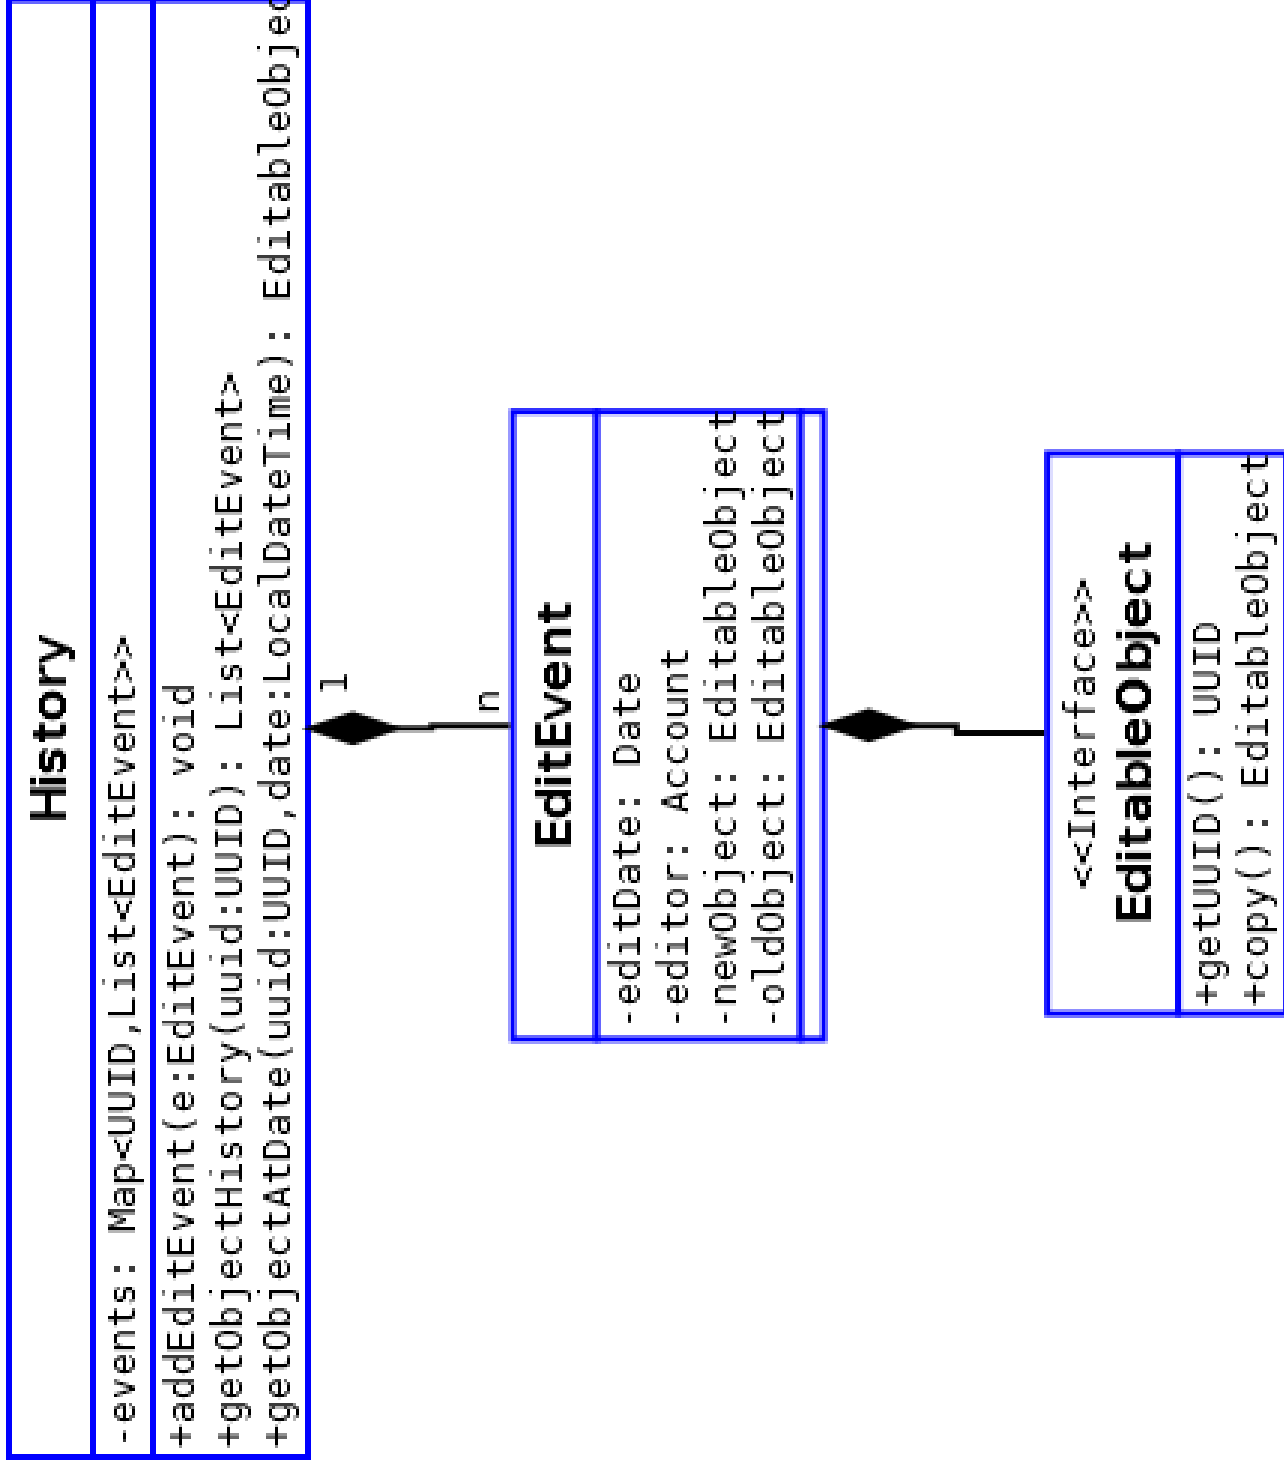 History
-events: Map<UUID,List<EditEvent>>
+addEditEvent(e:EditEvent): void
+getObjectHistory(uuid:UUID): List<EditEvent>
+getObjectAtDate(uuid:UUID,date:LocalDateTime): EditableObjec
1
n
EditEvent
-editDate: Date
-editor: Account
-newObject: EditableObject
-oldObject: EditableObject
<<Interface>>
EditableObject
+getUUID(): UUID
+copy(): EditableObject